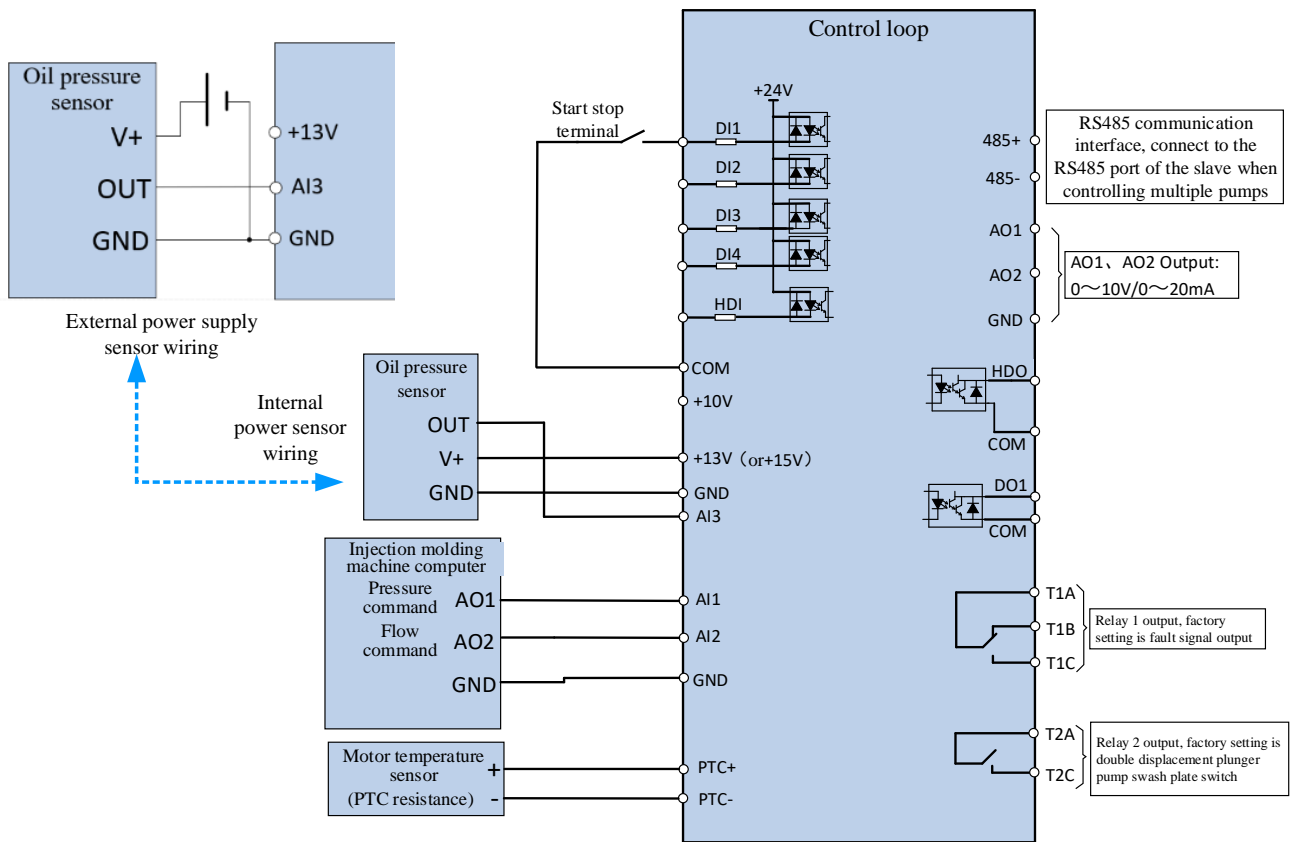 Control loop
Oil pressure
sensor
V+
OUT
GND
+13V
AI3
GND
External power supply
sensor wiring
Internal
power sensor
wiring
Start stop
terminal
+24V
DI1
DI2
DI3
DI4
HDI
COM
+10V
+13V（or+15V）
GND
AI3
Oil pressure
sensor
OUT
V+
GND
Injection molding
machine computer
Pressure
command
AO1
Flow
command
AO2
GND
AI1
AI2
GND
Motor temperature
sensor
(PTC resistance)
+
-
PTC+
PTC-
485+
485-
RS485 communication
interface, connect to the
RS485 port of the slave when
controlling multiple pumps
AO1
AO2
GND
AO1、AO2 Output:
0～10V/0～20mA
HDO
COM
DO1
COM
T1A
T1B
T1C
Relay 1 output, factory
setting is fault signal output
T2A
T2C
Relay 2 output, factory setting is
double displacement plunger
pump swash plate switch